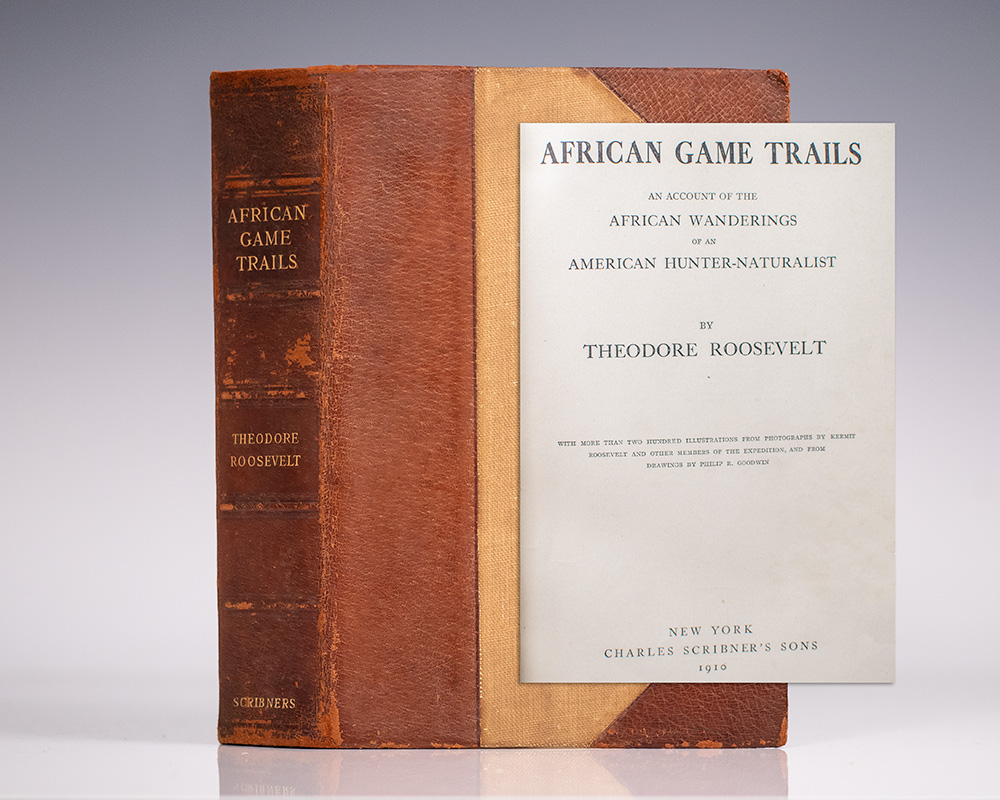 AFRICAN
GAME
TRAILS
THEODORE
ROOSEVELT
SCRIBNERS
AFRICAN GAME TRAILS
AN ACCOUNT OF THE
AFRICAN WANDERINGS
OF AN
AMERICAN HUNTER-NATURALIST
BY
THEODORE ROOSEVELT
WITH MORE THAN TWO HUNDRED ILLUSTRATIONS FROM PHOTOGRAPHS BY KERMIT
ROOSEVELT AND OTHER MEMBERS OF THE EXPEDITION, AND FROM
DRAWINGS BY PHILIP R. GOODWIN
NEW YORK
CHARLES SCRIBNER'S SONS
1910